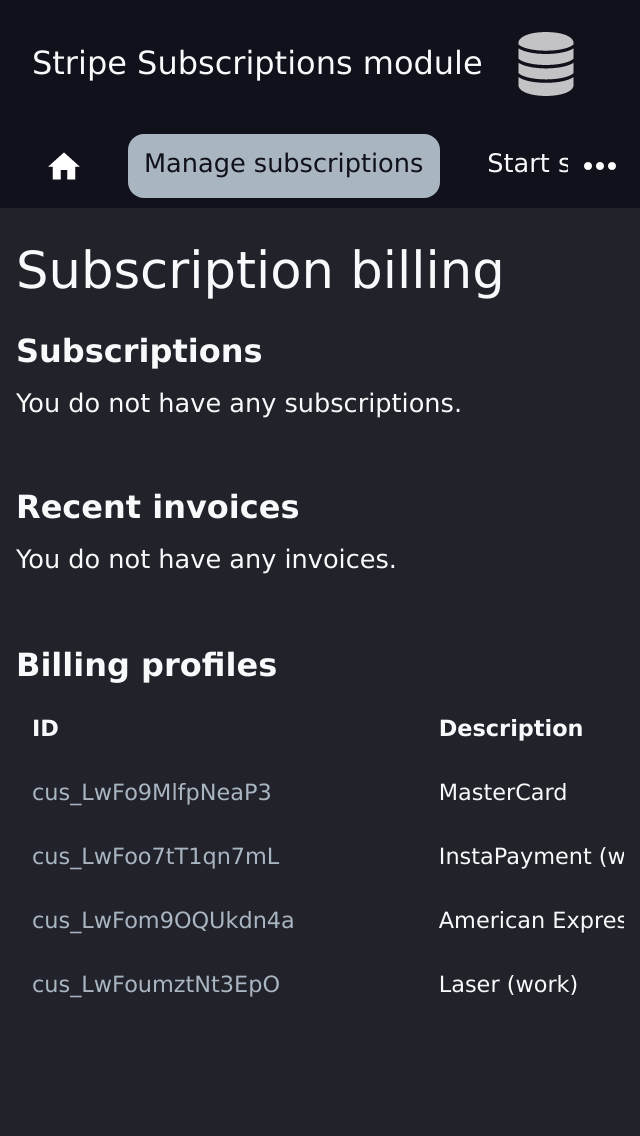 Stripe Subscriptions module
Manage subscriptions Start s
Subscription billing
Subscriptions
You do not have any subscriptions.
Recent invoices
You do not have any invoices.
Billing profiles
ID Description
cus_LwFo9MlfpNeaP3 MasterCard
cus_LwFoo7tT1qn7mL InstaPayment (w
cus_LwFom9OQUkdn4a American Expres
cus_LwFoumztNt3EpO Laser (work)